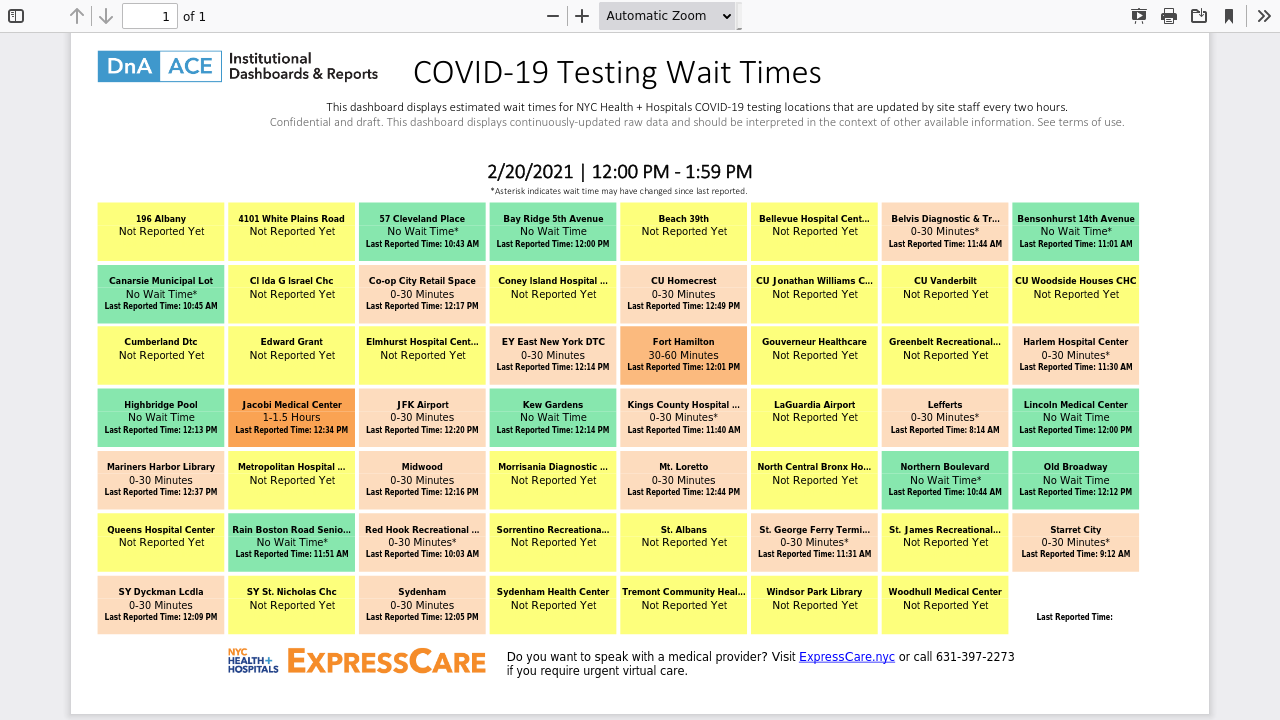 1 of 1 Automatic Zoom
DnA ACE Institutional Dashboards & Reports
COVID-19 Testing Wait Times
This dashboard displays estimated wait times for NYC Health + Hospitals COVID-19 testing locations that are updated by site staff every two hours.
Confidential and draft. This dashboard displays continuously-updated raw data and should be interpreted in the context of other available information. See terms of use.
2/20/2021 | 12:00 PM - 1:59 PM
*Asterisk indicates wait time may have changed since last reported.
196 Albany
Not Reported Yet
4101 White Plains Road
Not Reported Yet
57 Cleveland Place
No Wait Time*
Last Reported Time: 10:43 AM
Bay Ridge 5th Avenue
No Wait Time
Last Reported Time: 12:00 PM
Beach 39th
Not Reported Yet
Bellevue Hospital Cent...
Not Reported Yet
Belvis Diagnostic & Tr...
0-30 Minutes*
Last Reported Time: 11:44 AM
Bensonhurst 14th Avenue
No Wait Time*
Last Reported Time: 11:01 AM
Canarsie Municipal Lot
No Wait Time*
Last Reported Time: 10:45 AM
Cl Ida G Israel Chc
Not Reported Yet
Co-op City Retail Space
0-30 Minutes
Last Reported Time: 12:17 PM
Coney Island Hospital ...
Not Reported Yet
CU Homecrest
0-30 Minutes
Last Reported Time: 12:49 PM
CU Jonathan Williams C...
Not Reported Yet
CU Vanderbilt
Not Reported Yet
CU Woodside Houses CHC
Not Reported Yet
Cumberland Dtc
Not Reported Yet
Edward Grant
Not Reported Yet
Elmhurst Hospital Cent...
Not Reported Yet
EY East New York DTC
0-30 Minutes
Last Reported Time: 12:14 PM
Fort Hamilton
30-60 Minutes
Last Reported Time: 12:01 PM
Gouverneur Healthcare
Not Reported Yet
Greenbelt Recreational...
Not Reported Yet
Harlem Hospital Center
0-30 Minutes*
Last Reported Time: 11:30 AM
Highbridge Pool
No Wait Time
Last Reported Time: 12:13 PM
Jacobi Medical Center
1-1.5 Hours
Last Reported Time: 12:34 PM
JFK Airport
0-30 Minutes
Last Reported Time: 12:20 PM
Kew Gardens
No Wait Time
Last Reported Time: 12:14 PM
Kings County Hospital ...
0-30 Minutes*
Last Reported Time: 11:40 AM
LaGuardia Airport
Not Reported Yet
Lefferts
0-30 Minutes*
Last Reported Time: 8:14 AM
Lincoln Medical Center
No Wait Time
Last Reported Time: 12:00 PM
Mariners Harbor Library
0-30 Minutes
Last Reported Time: 12:37 PM
Metropolitan Hospital ...
Not Reported Yet
Midwood
0-30 Minutes
Last Reported Time: 12:16 PM
Morrisania Diagnostic ...
Not Reported Yet
Mt. Loretto
0-30 Minutes
Last Reported Time: 12:44 PM
North Central Bronx Ho...
Not Reported Yet
Northern Boulevard
No Wait Time*
Last Reported Time: 10:44 AM
Old Broadway
No Wait Time
Last Reported Time: 12:12 PM
Queens Hospital Center
Not Reported Yet
Rain Boston Road Senio...
No Wait Time*
Last Reported Time: 11:51 AM
Red Hook Recreational ...
0-30 Minutes*
Last Reported Time: 10:03 AM
Sorrentino Recreationa...
Not Reported Yet
St. Albans
Not Reported Yet
St. George Ferry Termi...
0-30 Minutes*
Last Reported Time: 11:31 AM
St. James Recreational...
Not Reported Yet
Starret City
0-30 Minutes*
Last Reported Time: 9:12 AM
SY Dyckman Lcdla
0-30 Minutes
Last Reported Time: 12:09 PM
SY St. Nicholas Chc
Not Reported Yet
Sydenham
0-30 Minutes
Last Reported Time: 12:05 PM
Sydenham Health Center
Not Reported Yet
Tremont Community Heal...
Not Reported Yet
Windsor Park Library
Not Reported Yet
Woodhull Medical Center
Not Reported Yet
Last Reported Time:
NYC
HEALTH+
HOSPITALS
EXPRESSCARE
Do you want to speak with a medical provider? Visit ExpressCare.nyc or call 631-397-2273
if you require urgent virtual care.